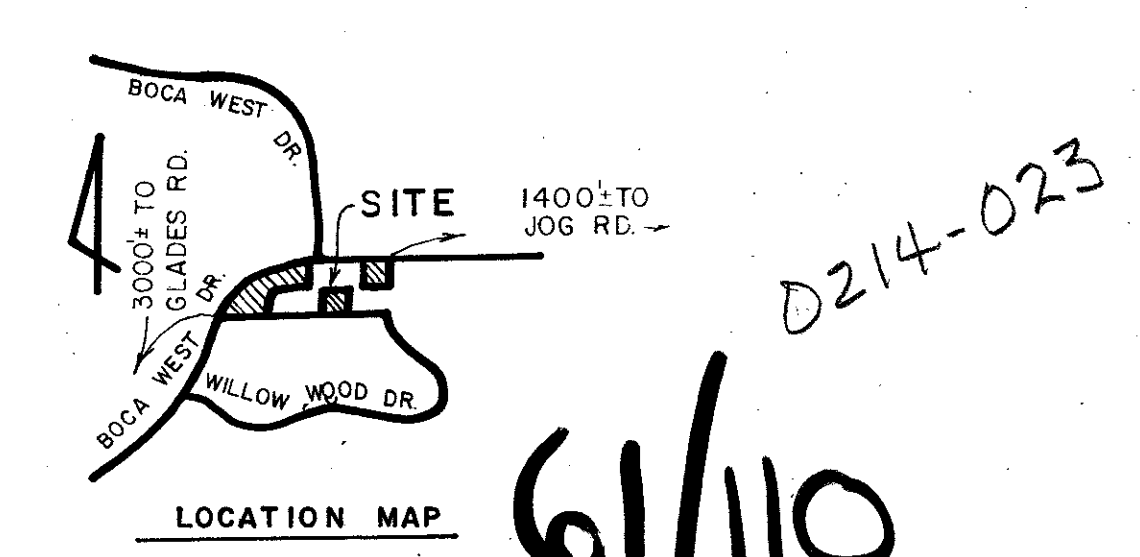 BOCA WEST DR.
3000'± TO
GLADES RD.
SITE
1400'± TO
JOG RD.
0214-023
BOCA WEST DR.
WILLOW WOOD DR.
LOCATION MAP
61/110